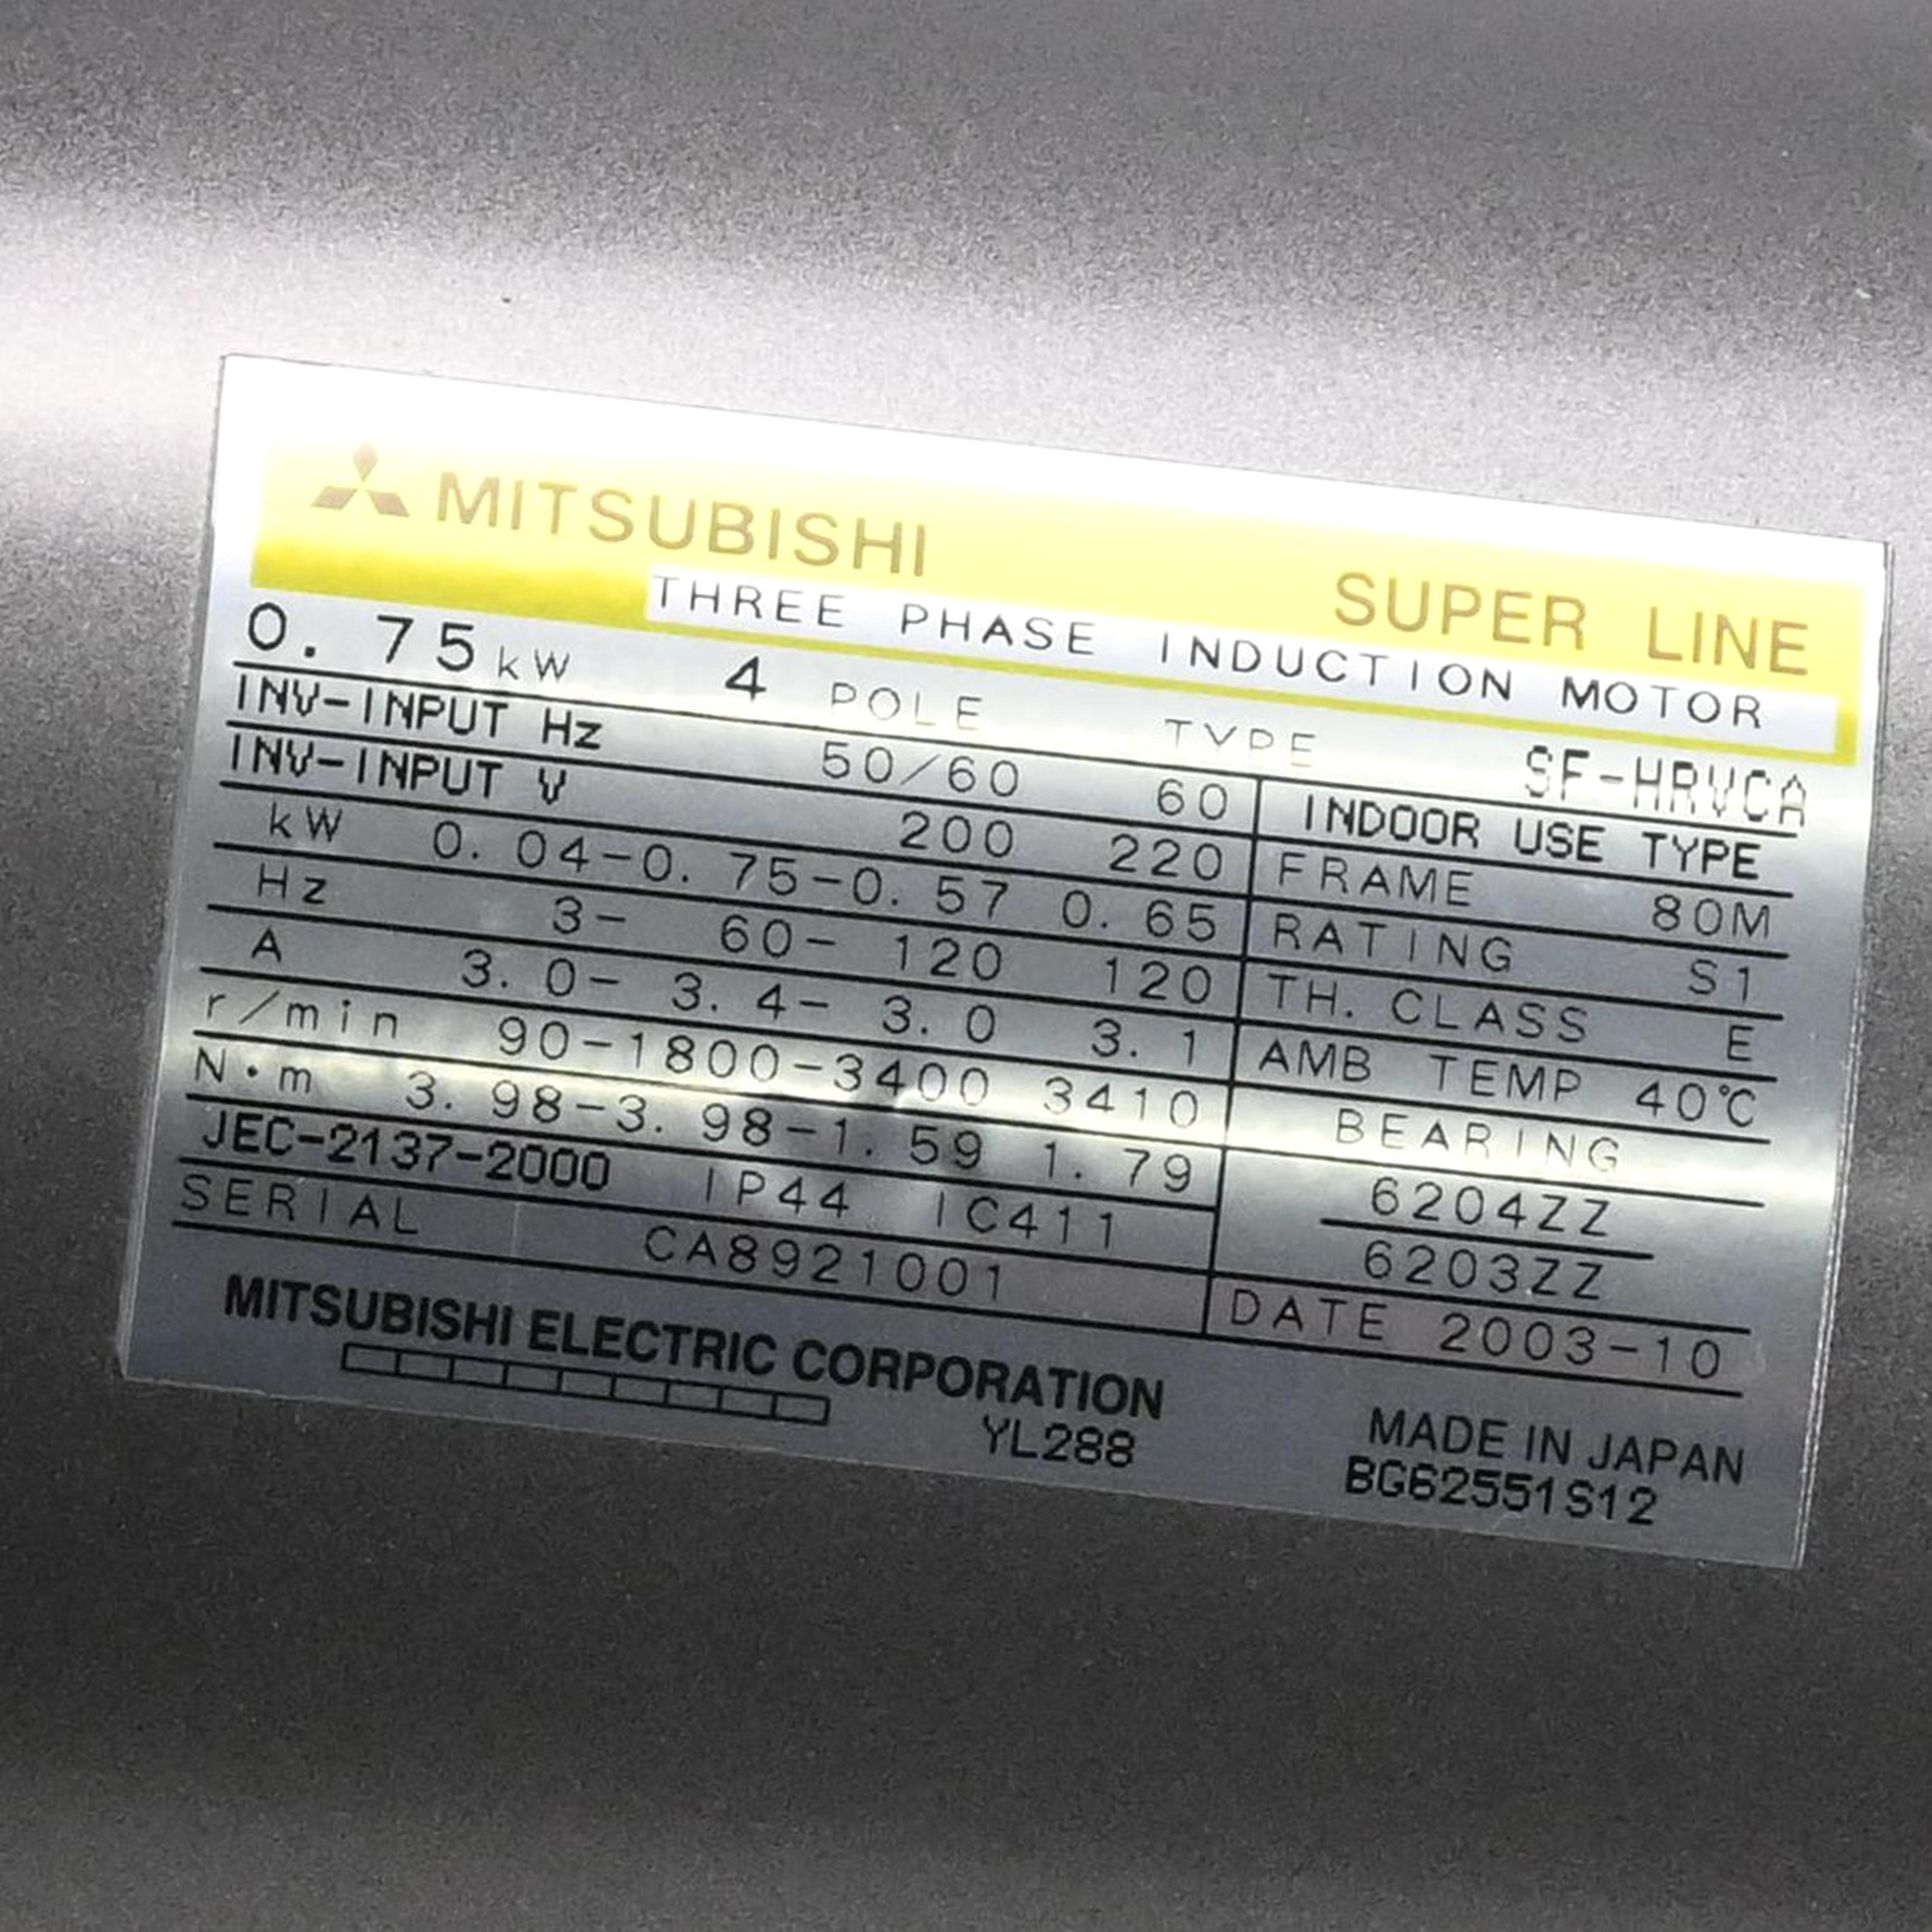 MITSUBISHI SUPER LINE
THREE PHASE INDUCTION MOTOR
0.75kW 4 POLE TYPE SF-HRVCA
INV-INPUT Hz 50/60 60 INDOOR USE TYPE
INV-INPUT V 200 220 FRAME 80M
kW 0.04-0.75-0.57 0.65 RATING S1
Hz 3- 60- 120 120 TH. CLASS E
A 3.0- 3.4- 3.0 3.1 AMB TEMP 40℃
r/min 90-1800-3400 3410 BEARING
N·m 3.98-3.98-1.59 1.79 6204ZZ
JEC-2137-2000 IP44 IC411 6203ZZ
SERIAL CA8921001 DATE 2003-10
MITSUBISHI ELECTRIC CORPORATION MADE IN JAPAN
YL288 BG62551S12